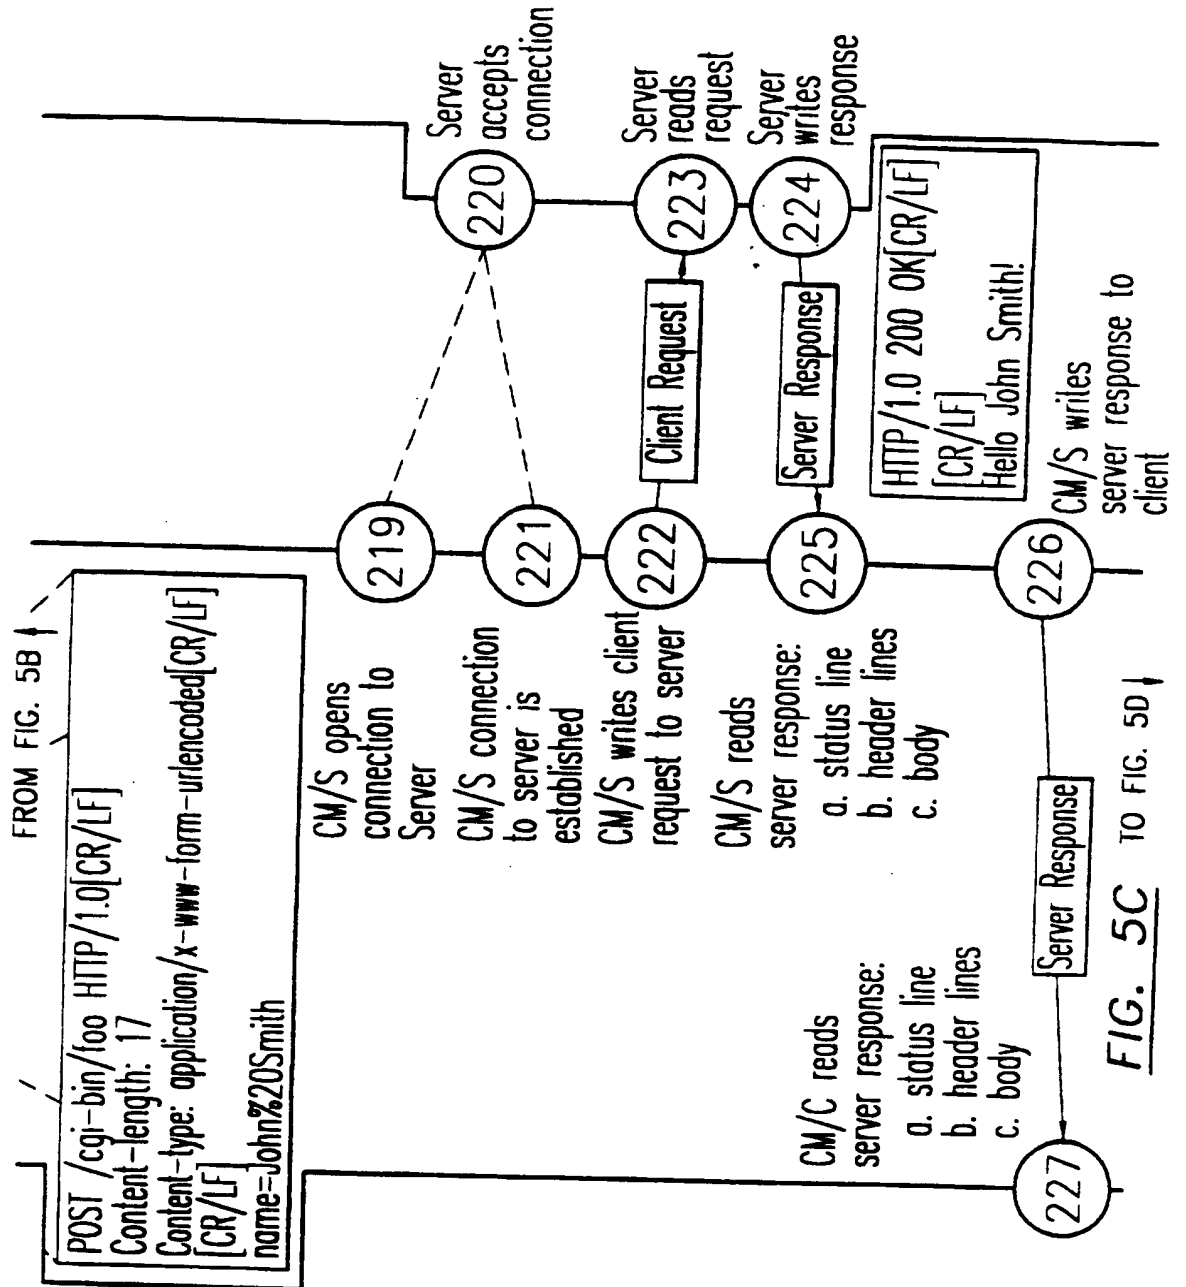 FROM FIG. 5B
POST /cgi-bin/foo HTTP/1.0[CR/LF]
Content-length: 17
Content-type: application/x-www-form-urlencoded[CR/LF]
[CR/LF]
name=John%20Smith
219
CM/S opens
connection to
Server
220
Server
accepts
connection
221
CM/S connection
to server is
established
222
CM/S writes client
request to server
Client Request
223
Server
reads
request
224
Server
writes
response
Server Response
225
CM/S reads
server response:
a. status line
b. header lines
c. body
HTTP/1.0 200 OK[CR/LF]
[CR/LF]
Hello John Smith!
226
CM/S writes
server response to
client
Server Response
227
CM/C reads
server response:
a. status line
b. header lines
c. body
FIG. 5C
TO FIG. 5D